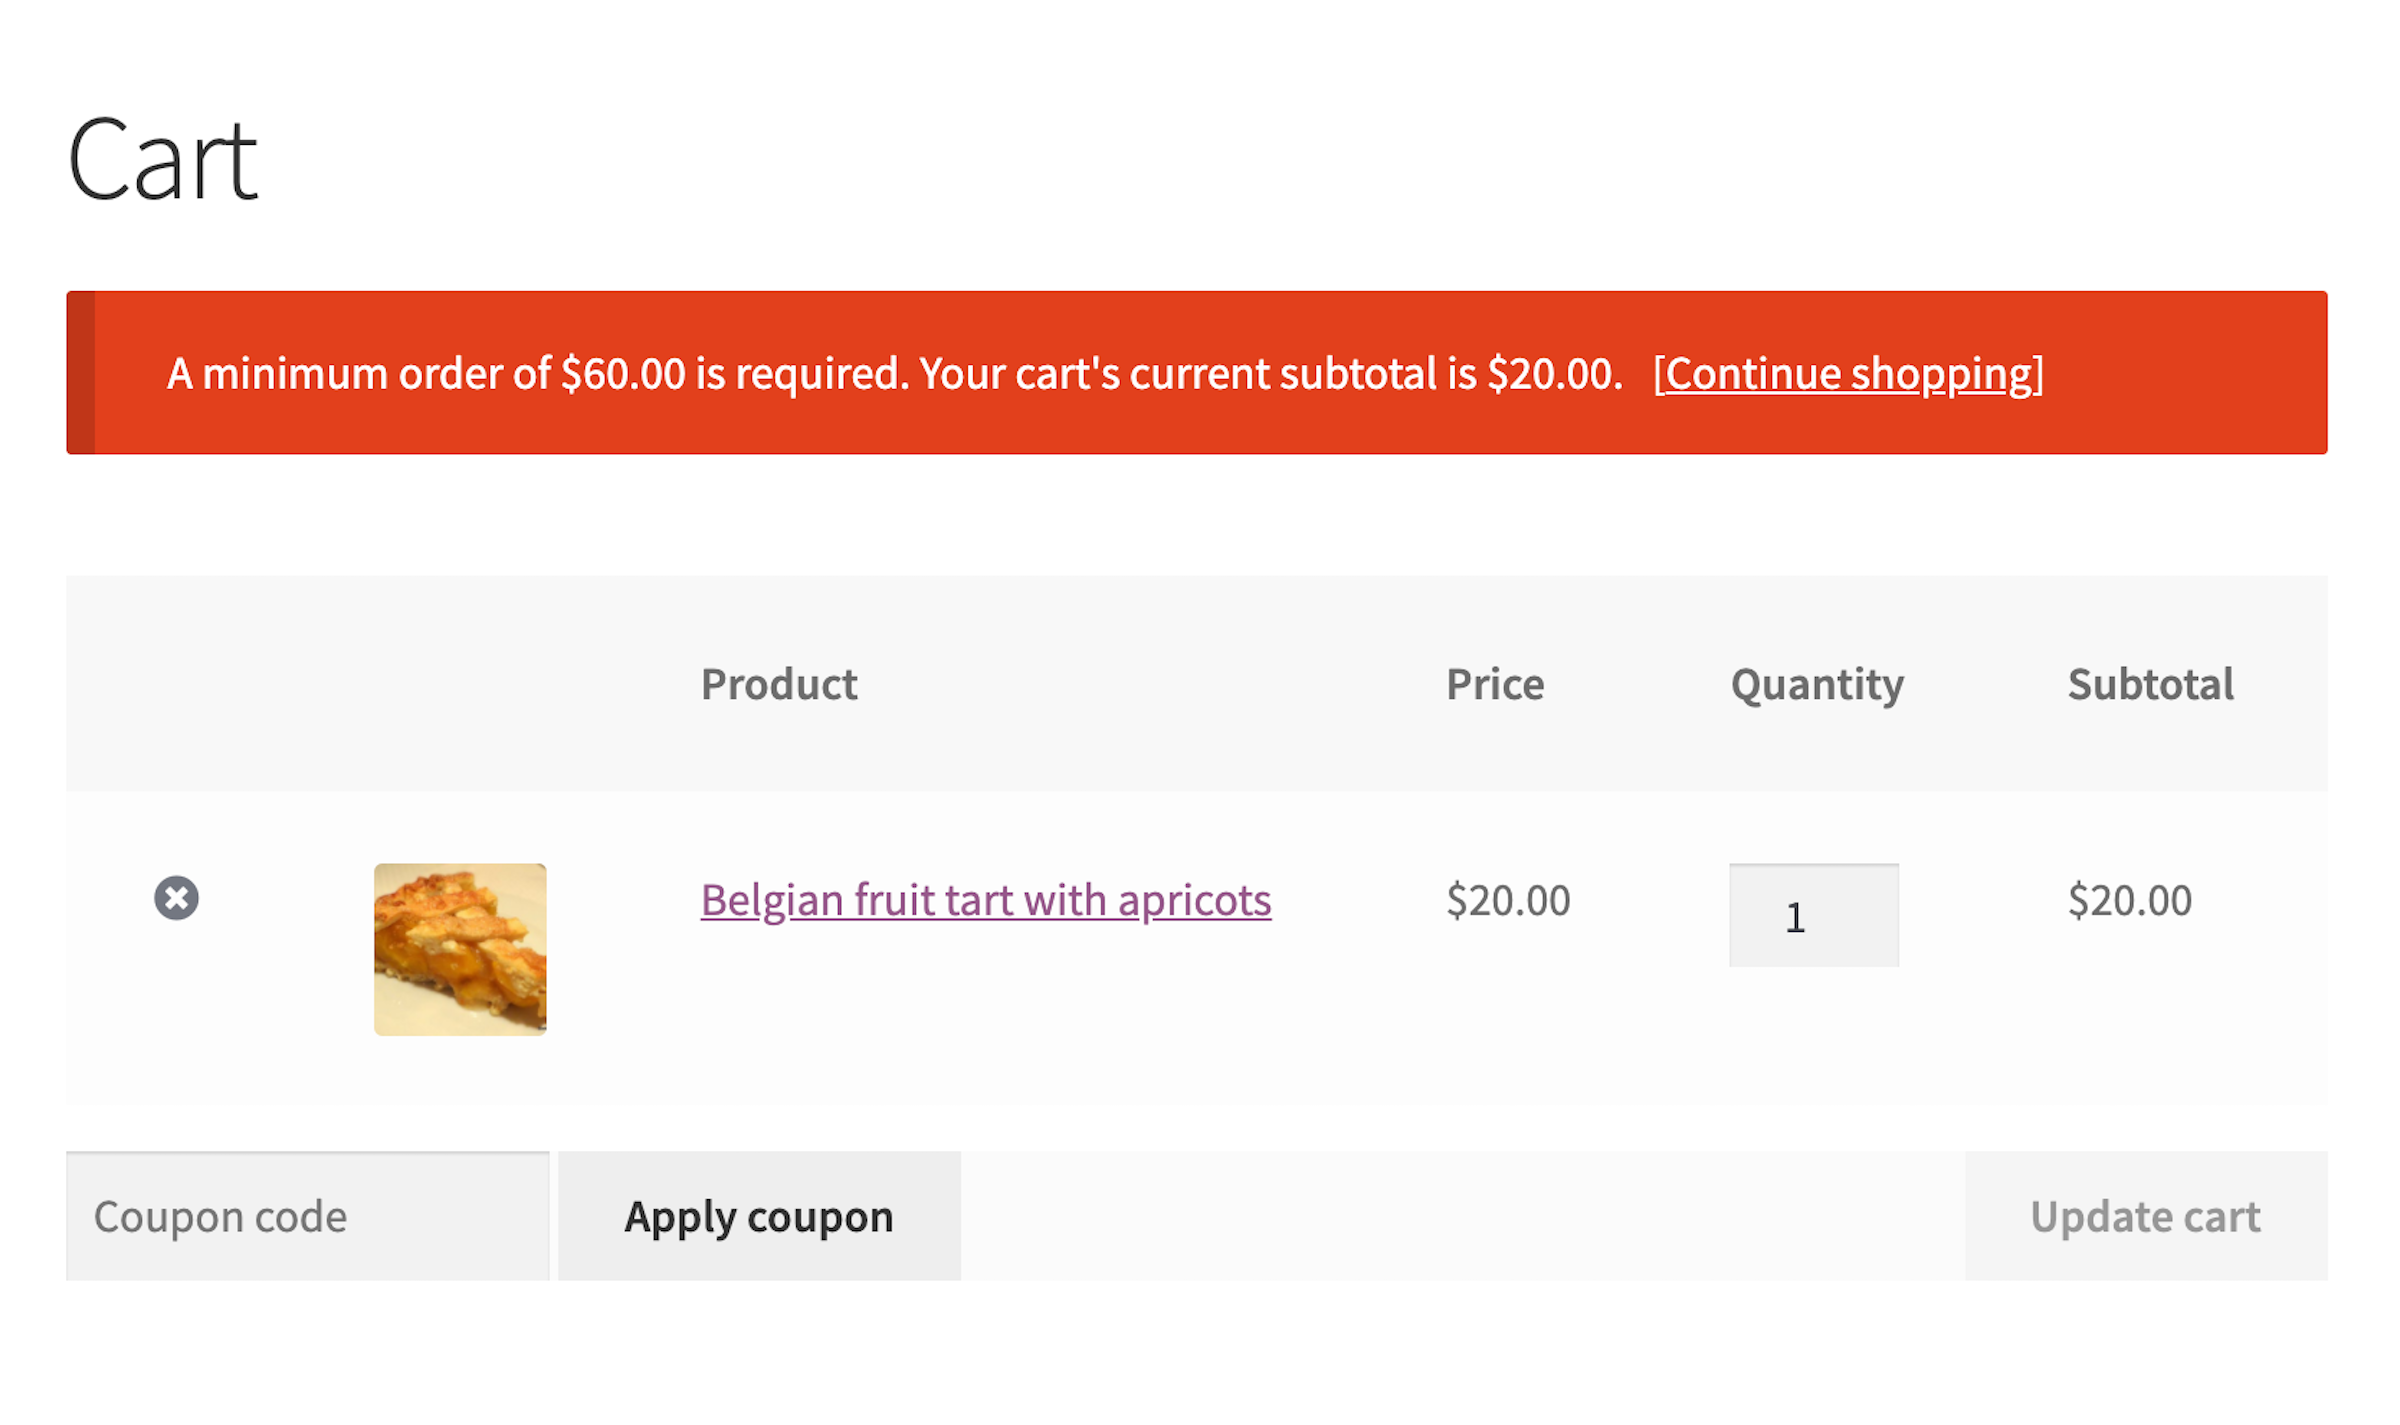 Cart
A minimum order of $60.00 is required. Your cart's current subtotal is $20.00. [Continue shopping]
Product Price Quantity Subtotal
Belgian fruit tart with apricots $20.00 1 $20.00
Coupon code Apply coupon Update cart